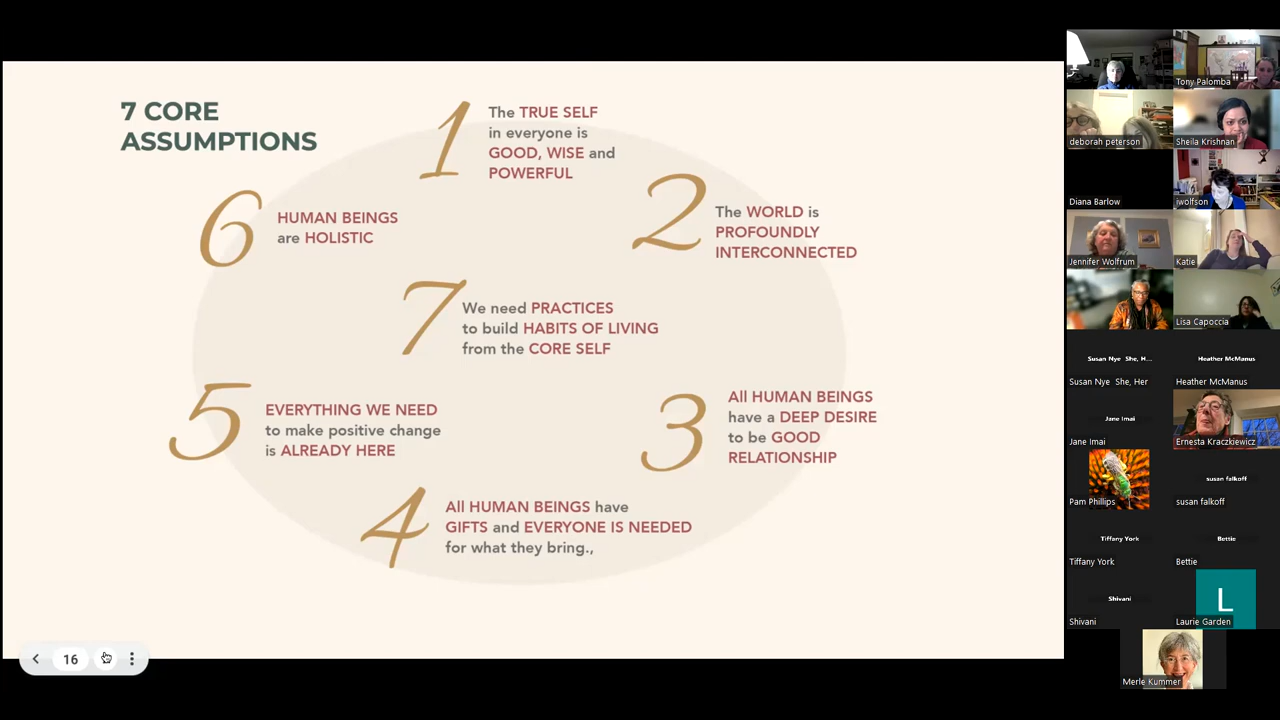 7 CORE
ASSUMPTIONS
1
The TRUE SELF
in everyone is
GOOD, WISE and
POWERFUL
2
The WORLD is
PROFOUNDLY
INTERCONNECTED
3
All HUMAN BEINGS
have a DEEP DESIRE
to be GOOD
RELATIONSHIP
4
All HUMAN BEINGS have
GIFTS and EVERYONE IS NEEDED
for what they bring.,
5
EVERYTHING WE NEED
to make positive change
is ALREADY HERE
6
HUMAN BEINGS
are HOLISTIC
7
We need PRACTICES
to build HABITS OF LIVING
from the CORE SELF
16
Tony Palomba
deborah peterson
Sheila Krishnan
Diana Barlow
jwolfson
Jennifer Wolfrum
Katie
Lisa Capoccia
Susan Nye She, H...
Susan Nye She, Her
Heather McManus
Heather McManus
Jane Imai
Jane Imai
Ernesta Kraczkiewicz
Pam Phillips
susan falkoff
susan falkoff
Tiffany York
Tiffany York
Bettie
Bettie
Shivani
Shivani
L
Laurie Garden
Merle Kummer